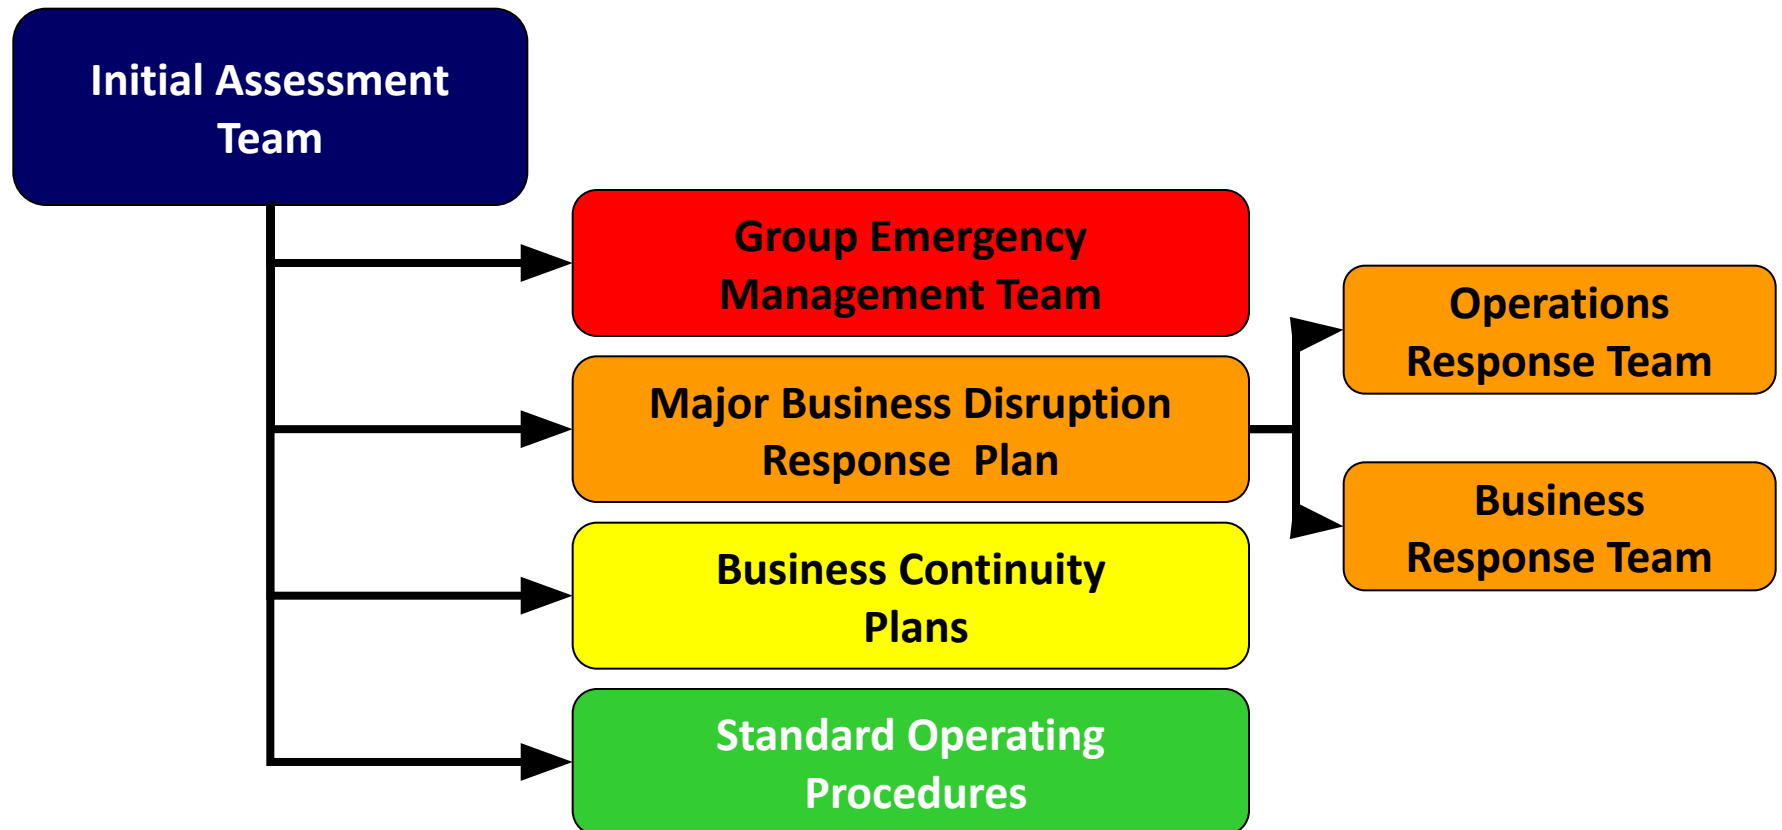 Initial Assessment
Team
Group Emergency
Management Team
Major Business Disruption
Response Plan
Business Continuity
Plans
Standard Operating
Procedures
Operations
Response Team
Business
Response Team